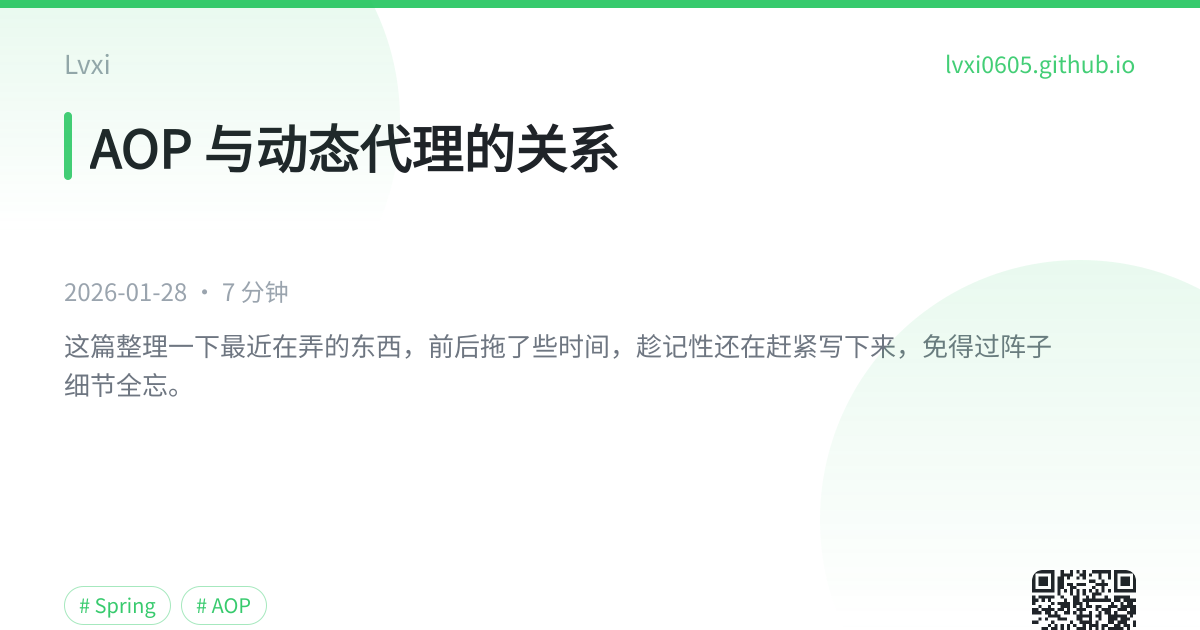 Lvxi
lvxi0605.github.io
AOP 与动态代理的关系
2026-01-28 · 7 分钟
这篇整理一下最近在弄的东西，前后拖了些时间，趁记性还在赶紧写下来，免得过阵子
细节全忘。
# Spring
# AOP